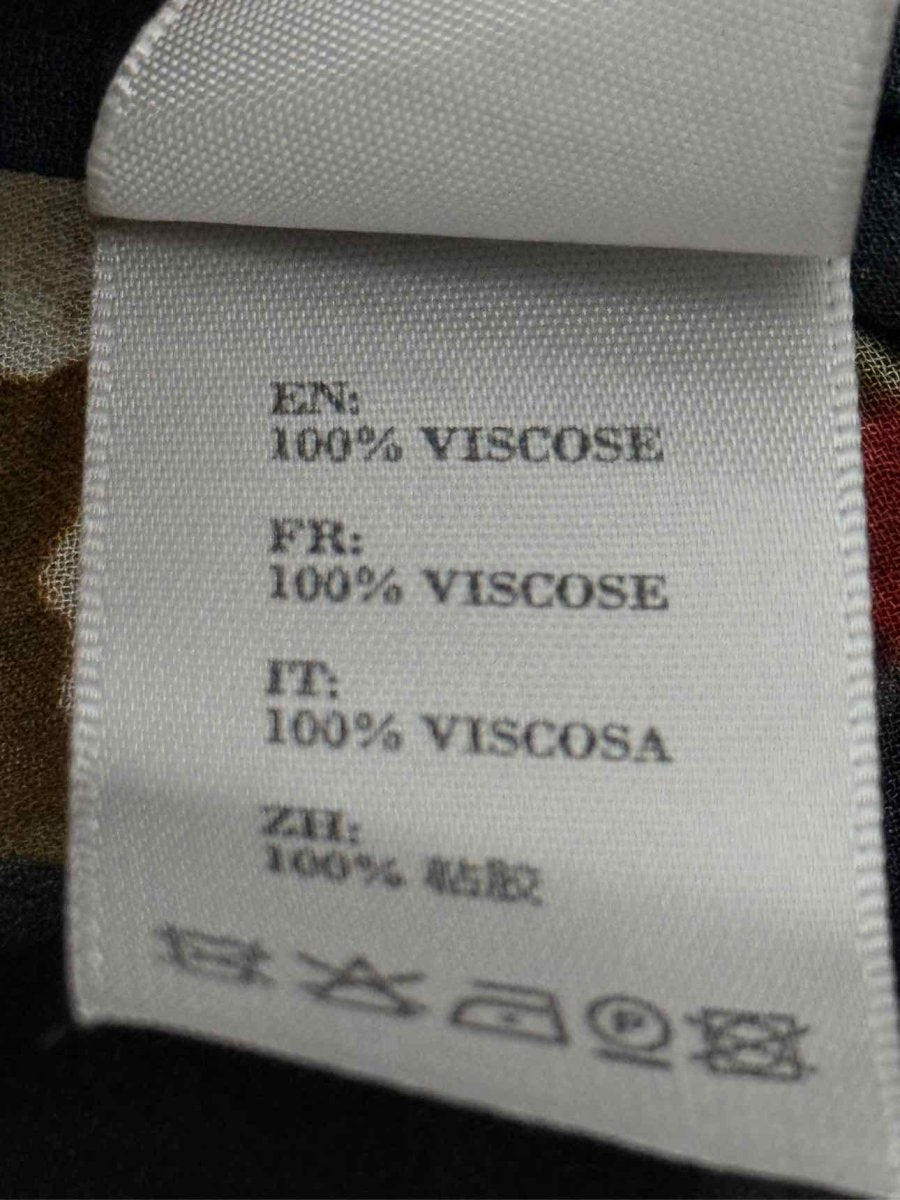 EN:
100% VISCOSE
FR:
100% VISCOSE
IT:
100% VISCOSA
ZH:
100% 粘胶
P